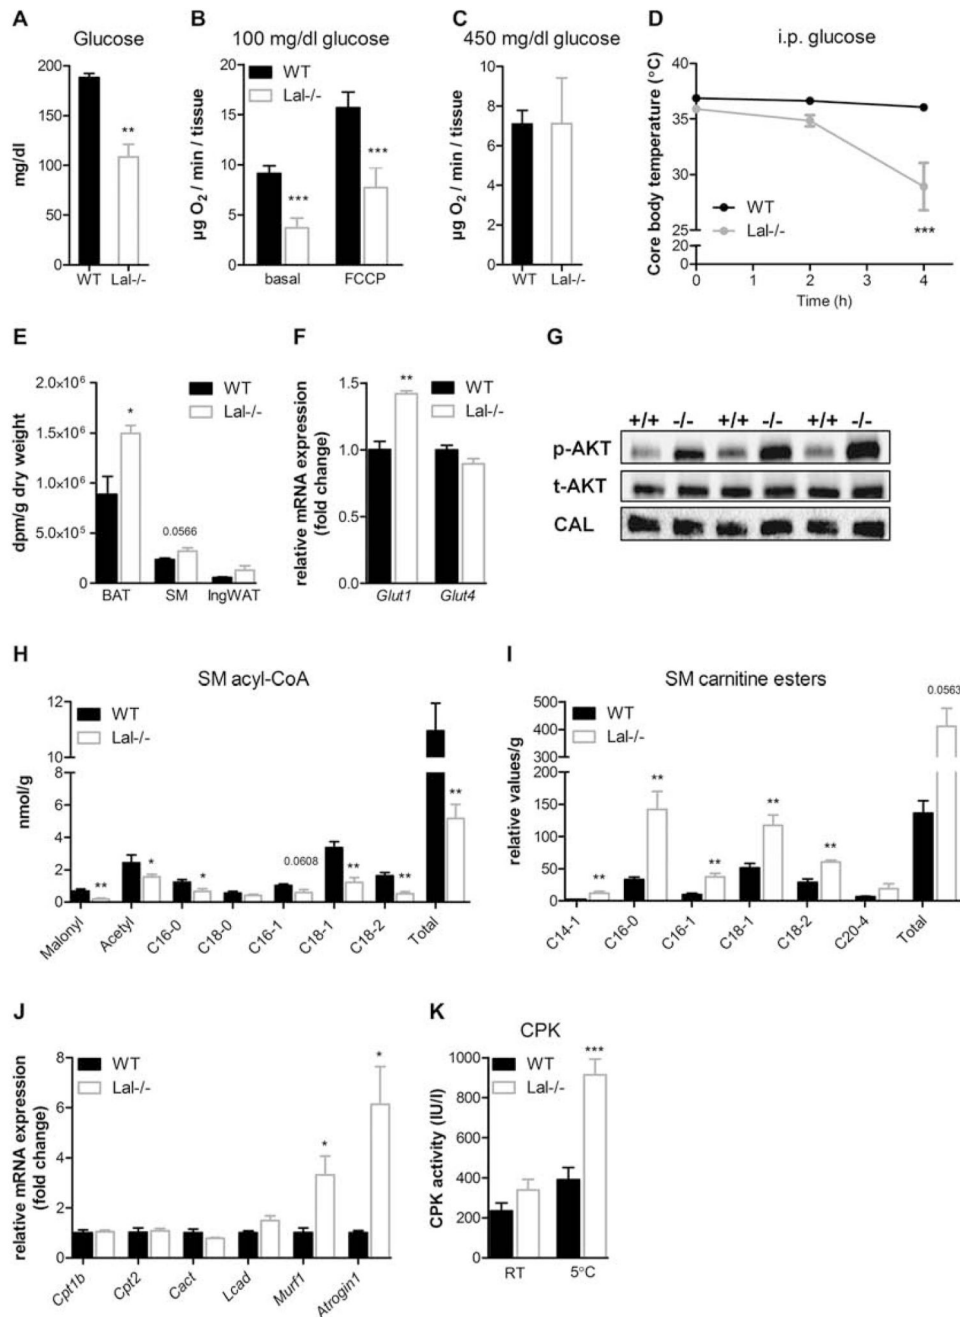 A
Glucose
200
150
100
50
0
mg/dl
**
WT Lal-/-
B
100 mg/dl glucose
WT
Lal-/-
20
15
10
5
0
µg O2 / min / tissue
***
***
basal
FCCP
C
450 mg/dl glucose
10
8
6
4
2
0
µg O2 / min / tissue
WT Lal-/-
D
i.p. glucose
40
35
30
25
20
0
Core body temperature (°C)
WT
Lal-/-
***
0 1 2 3 4
Time (h)
E
2.0×10⁶
1.5×10⁶
1.0×10⁶
5.0×10⁵
0
dpm/g dry weight
WT
Lal-/-
*
0.0566
BAT SM IngWAT
F
1.5
1.0
0.5
0.0
relative mRNA expression
(fold change)
**
WT
Lal-/-
Glut1 Glut4
G
+/+ -/- +/+ -/- +/+ -/-
p-AKT
t-AKT
CAL
H
SM acyl-CoA
12
10
8
6
4
2
0
nmol/g
WT
Lal-/-
**
*
*
0.0608
**
**
**
Malonyl
Acetyl
C16-0
C18-0
C16-1
C18-1
C18-2
Total
I
SM carnitine esters
500
400
300
200
150
100
50
0
relative values/g
WT
Lal-/-
**
**
**
**
**
0.0563
C14-1
C16-0
C16-1
C18-1
C18-2
C20-4
Total
J
8
6
4
2
0
relative mRNA expression
(fold change)
WT
Lal-/-
*
*
Cpt1b
Cpt2
Cact
Lcad
Murf1
Atrogin1
K
CPK
1000
800
600
400
200
0
CPK activity (IU/l)
WT
Lal-/-
***
RT
5°C